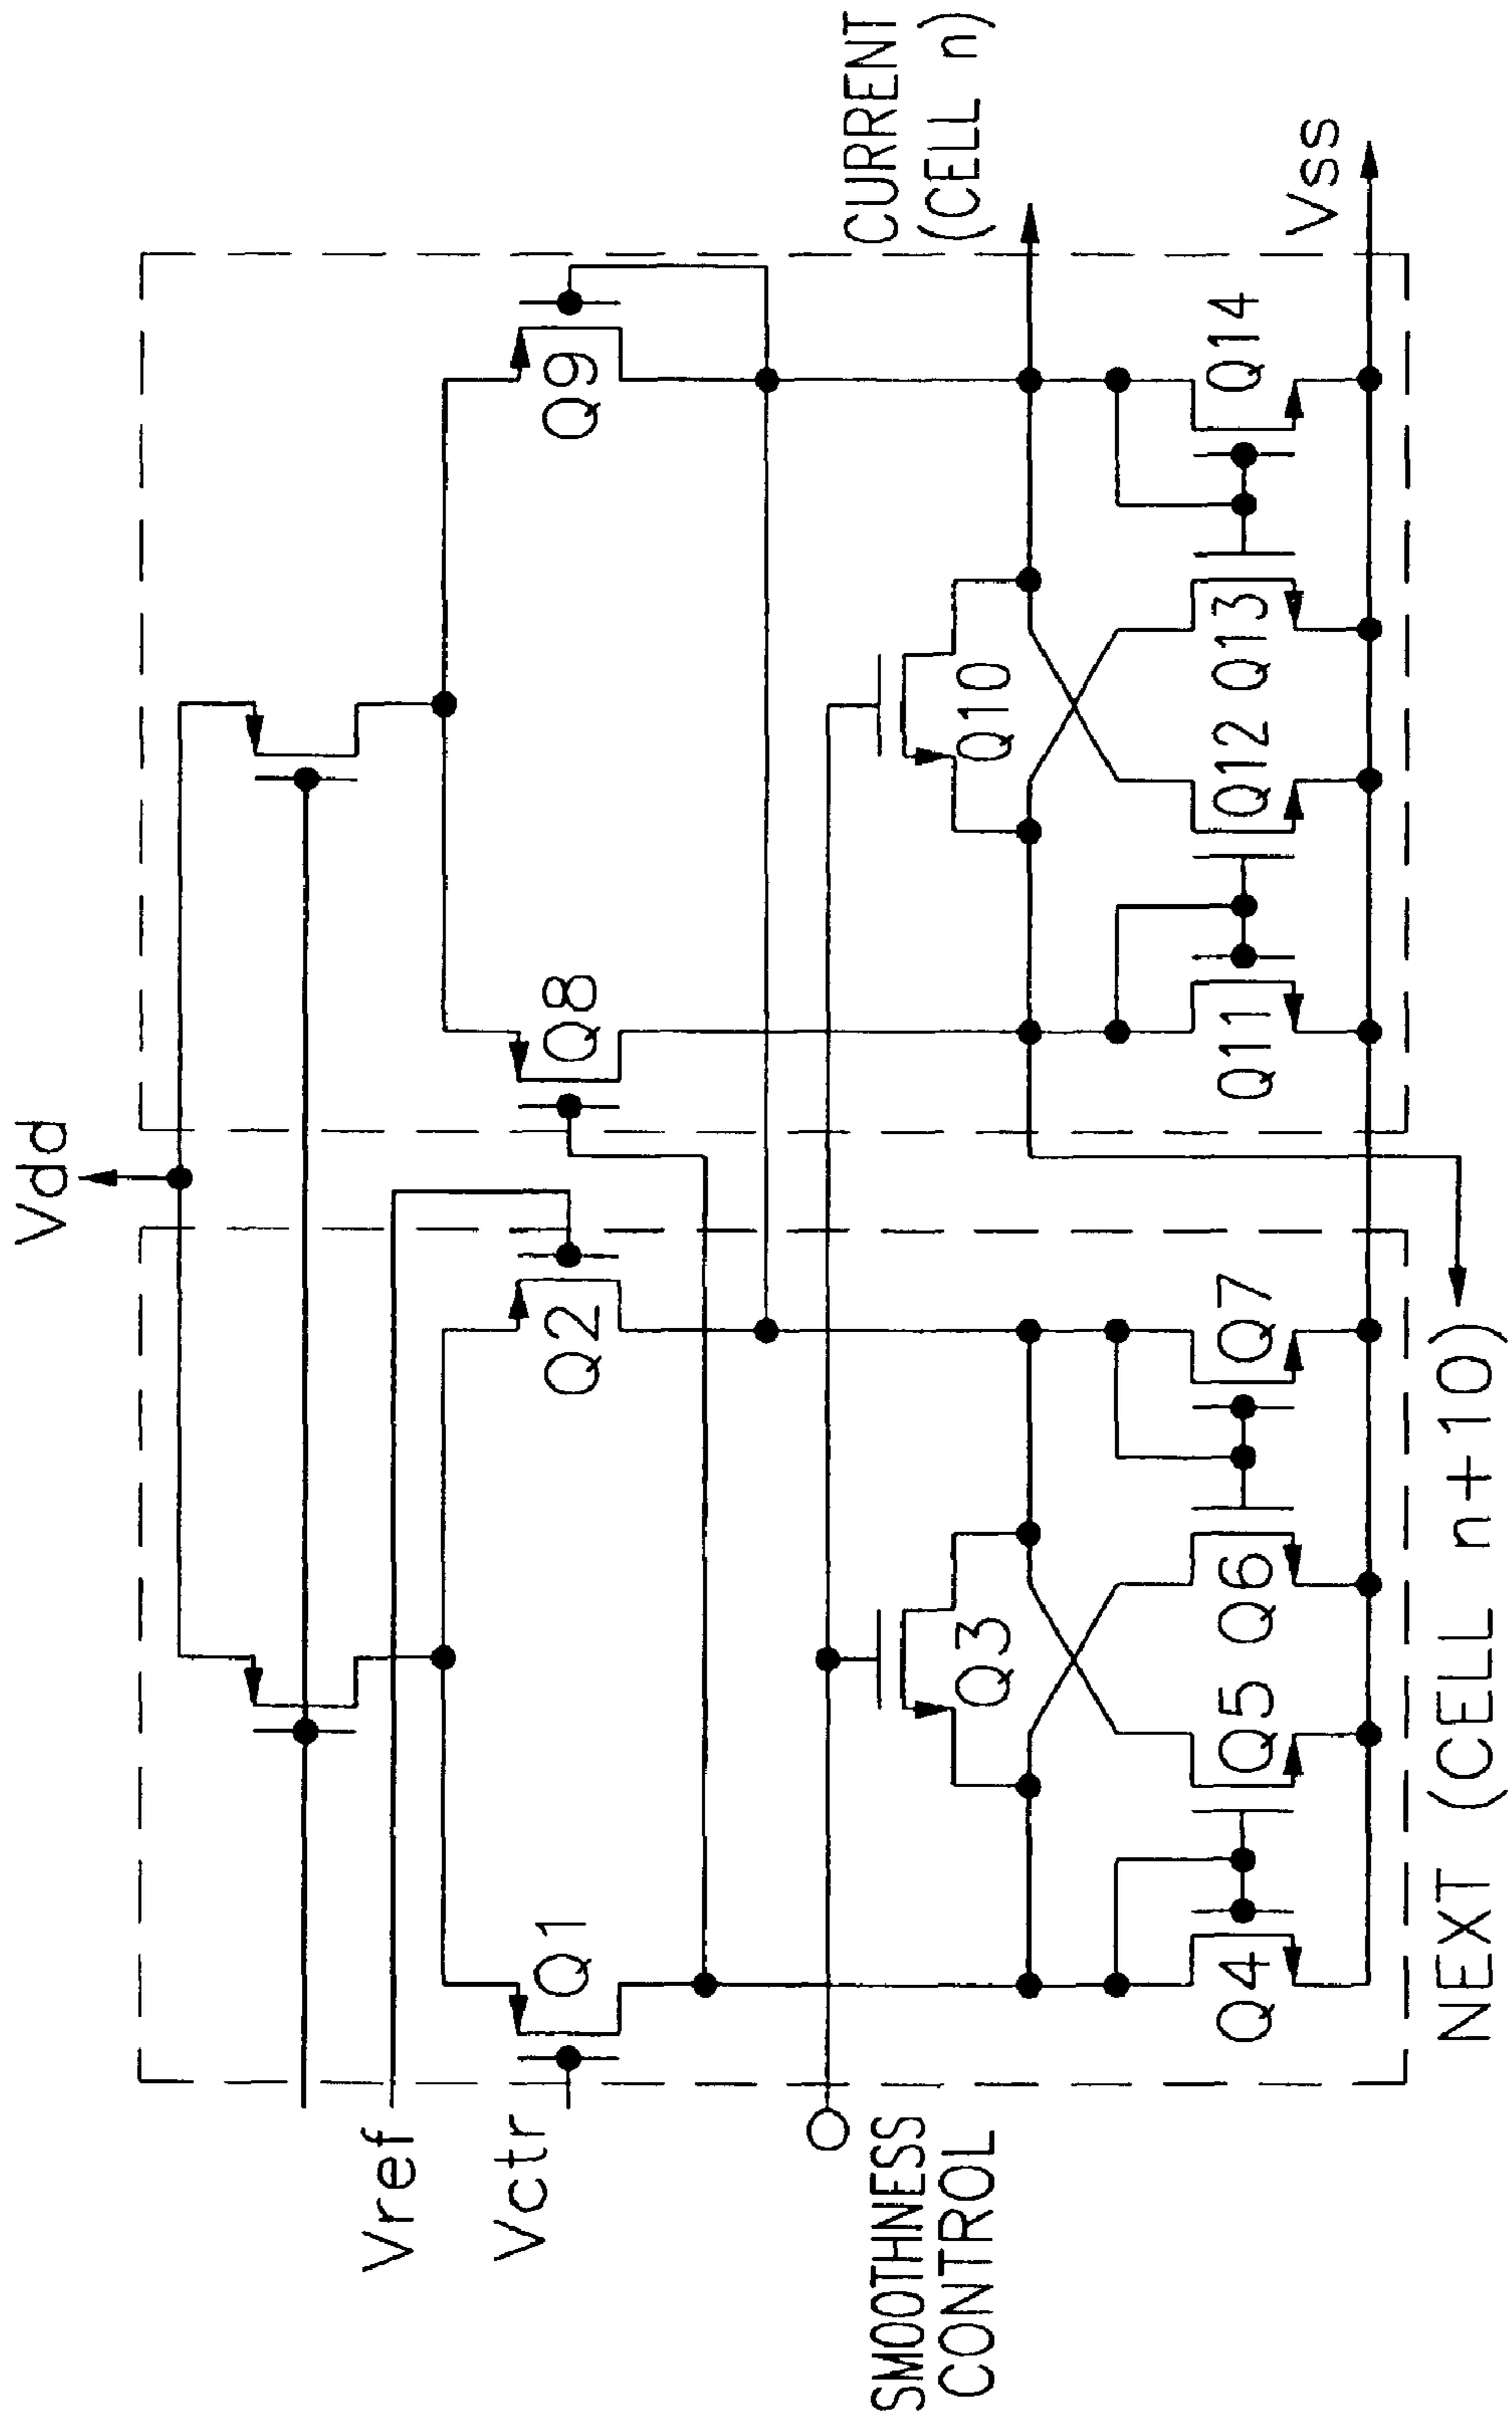 Vdd
Vref
Vctr
Q1
Q2
Q8
Q9
SMOOTHNESS
CONTROL
CURRENT
(CELL n)
Q3
Q10
Q4
Q5
Q6
Q7
Q11
Q12
Q13
Q14
Vss
NEXT (CELL n+10)